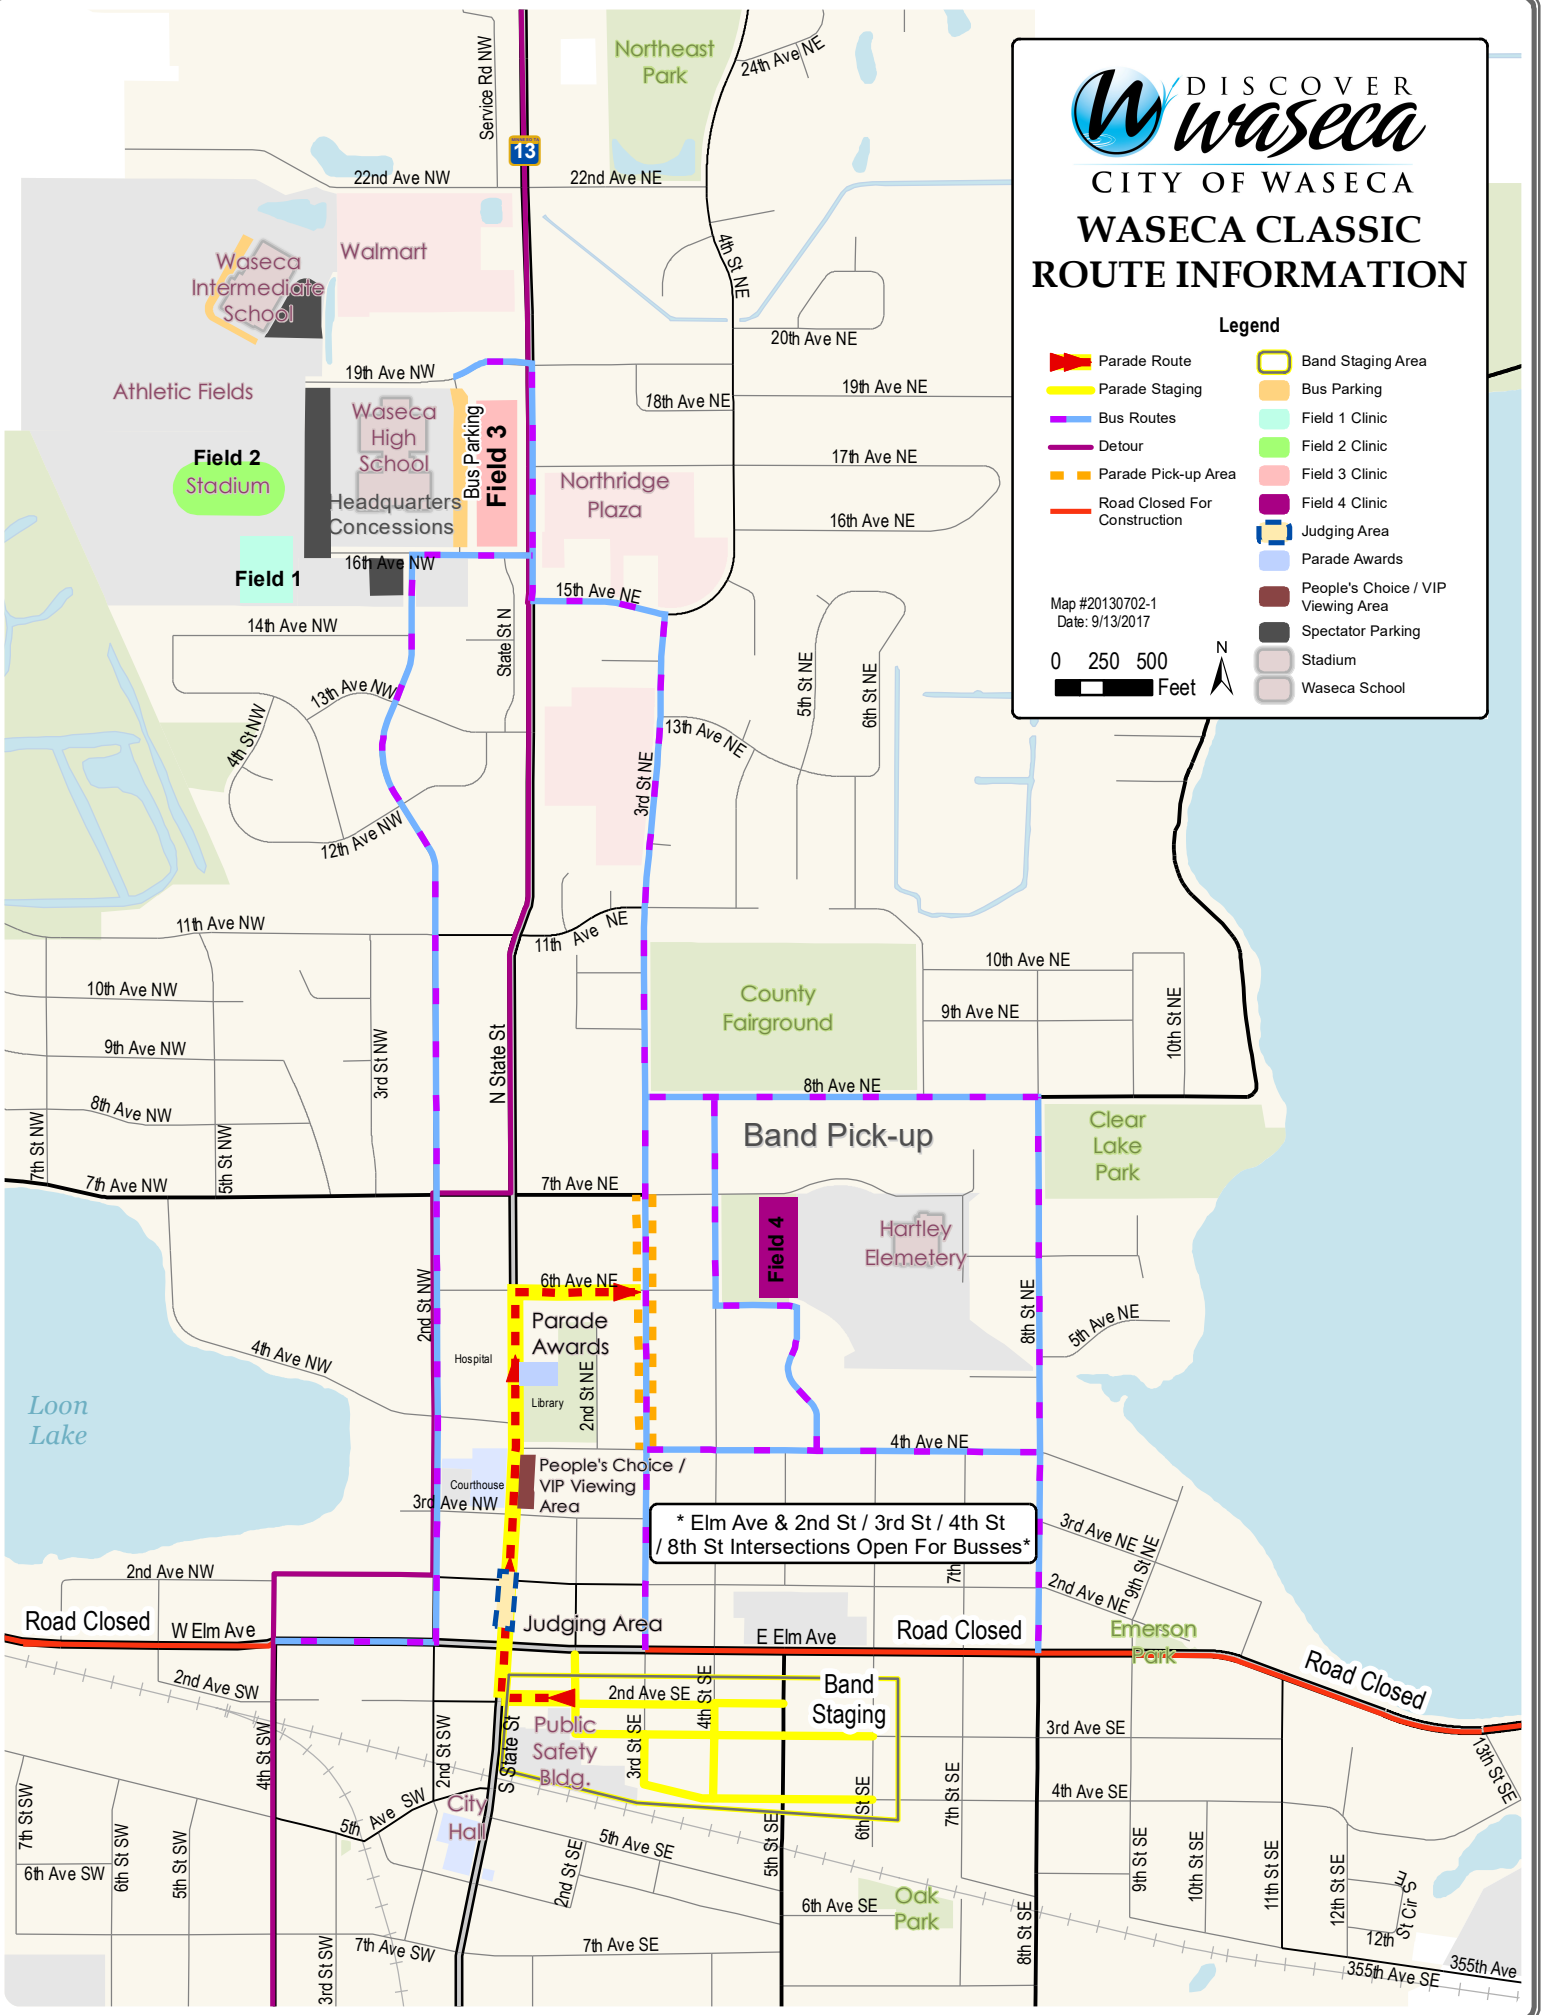 DISCOVER
waseca
CITY OF WASECA
WASECA CLASSIC
ROUTE INFORMATION
Legend
Parade Route
Parade Staging
Bus Routes
Detour
Parade Pick-up Area
Road Closed For
Construction
Band Staging Area
Bus Parking
Field 1 Clinic
Field 2 Clinic
Field 3 Clinic
Field 4 Clinic
Judging Area
Parade Awards
People's Choice / VIP
Viewing Area
Spectator Parking
Stadium
Waseca School
Map #20130702-1
Date: 9/13/2017
0 250 500
Feet
N
Northeast
Park
24th Ave NE
Service Rd NW
13
22nd Ave NW
22nd Ave NE
Walmart
Waseca
Intermediate
School
4th St NE
20th Ave NE
19th Ave NW
Athletic Fields
19th Ave NE
18th Ave NE
Waseca
High
School
Bus Parking
Field 3
Field 2
Stadium
17th Ave NE
Northridge
Plaza
Headquarters
Concessions
16th Ave NE
16th Ave NW
Field 1
15th Ave NE
14th Ave NW
State St N
13th Ave NW
4th St NW
5th St NE
6th St NE
13th Ave NE
3rd St NE
12th Ave NW
11th Ave NW
11th Ave NE
10th Ave NE
10th Ave NW
County
Fairground
9th Ave NE
10th St NE
9th Ave NW
3rd St NW
N State St
8th Ave NE
8th Ave NW
7th St NW
5th St NW
Band Pick-up
Clear
Lake
Park
7th Ave NW
7th Ave NE
Field 4
Hartley
Elemetery
2nd St NW
6th Ave NE
Parade
Awards
8th St NE
5th Ave NE
4th Ave NW
Hospital
Library
2nd St NE
Loon
Lake
4th Ave NE
People's Choice /
VIP Viewing
Area
Courthouse
3rd Ave NW
* Elm Ave & 2nd St / 3rd St / 4th St
/ 8th St Intersections Open For Busses*
3rd Ave NE
9th St NE
2nd Ave NW
7th
2nd Ave NE
Road Closed
W Elm Ave
Judging Area
E Elm Ave
Road Closed
Emerson
Park
Road Closed
2nd Ave SW
2nd Ave SE
4th St SE
Band
Staging
4th St SW
2nd St SW
S State St
Public
Safety
Bldg.
3rd St SE
3rd Ave SE
13th St SE
7th St SW
5th Ave SW
City
Hall
6th St SE
7th St SE
4th Ave SE
6th St SW
5th St SW
6th Ave SW
5th Ave SE
2nd St SE
5th St SE
9th St SE
10th St SE
11th St SE
12th St SE
12th
St Cir
S
E
6th Ave SE
Oak
Park
8th St SE
3rd St SW
7th Ave SW
7th Ave SE
355th Ave SE
355th Ave